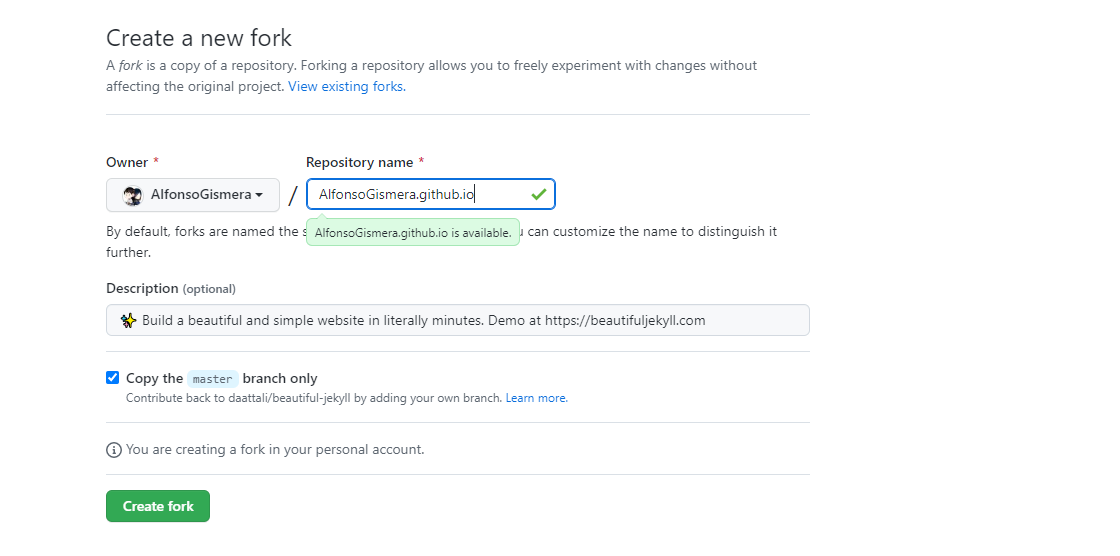 Create a new fork
A fork is a copy of a repository. Forking a repository allows you to freely experiment with changes without
affecting the original project. View existing forks.
Owner * Repository name *
AlfonsoGismera / AlfonsoGismera.github.io
AlfonsoGismera.github.io is available.
By default, forks are named the can customize the name to distinguish it
further.
Description (optional)
Build a beautiful and simple website in literally minutes. Demo at https://beautifuljekyll.com
Copy the master branch only
Contribute back to daattali/beautiful-jekyll by adding your own branch. Learn more.
You are creating a fork in your personal account.
Create fork